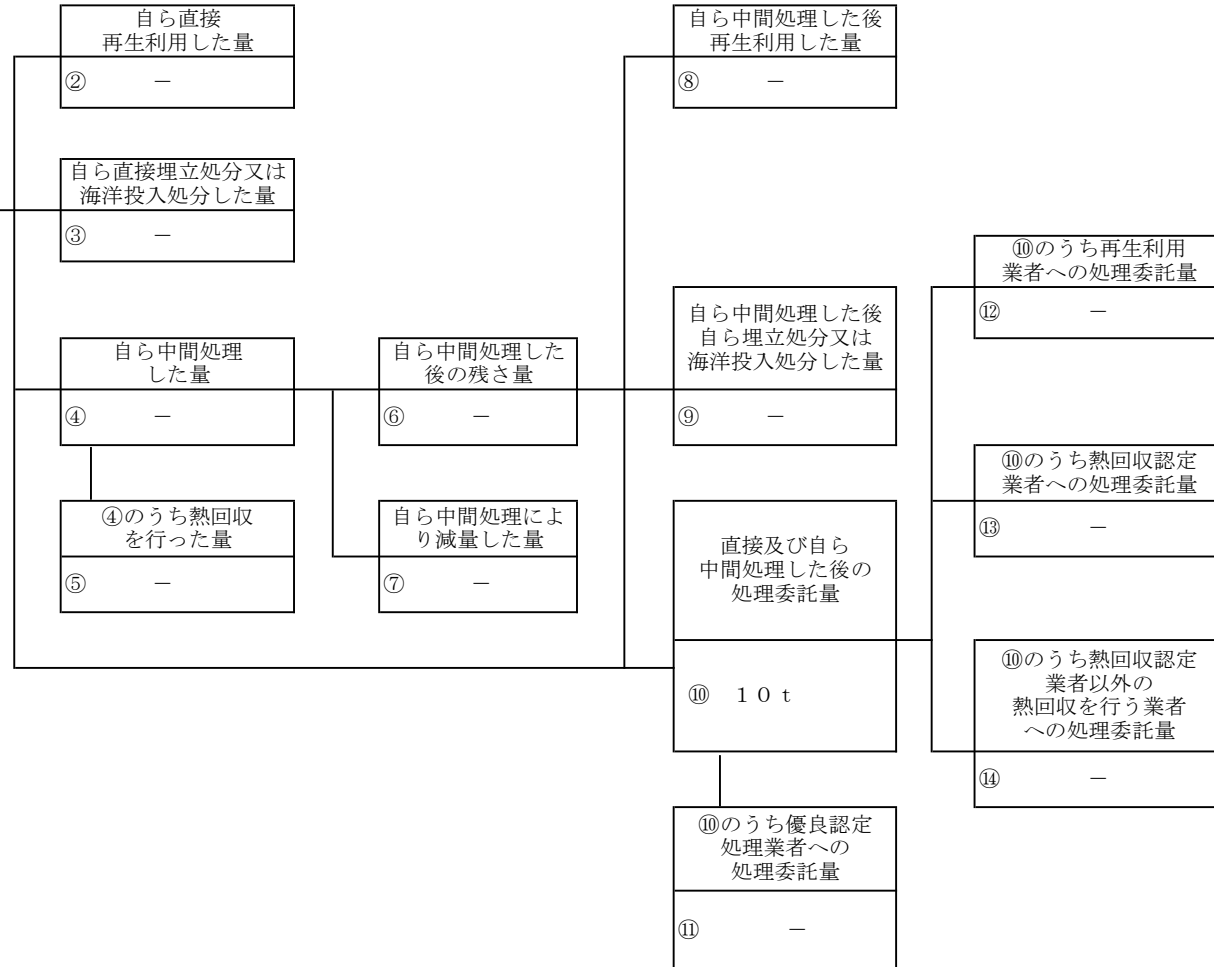 自ら直接
再生利用した量
② －
自ら中間処理した後
再生利用した量
⑧ －
自ら直接埋立処分又は
海洋投入処分した量
③ －
⑩のうち再生利用
業者への処理委託量
⑫ －
自ら中間処理した後
自ら埋立処分又は
海洋投入処分した量
⑨ －
自ら中間処理
した量
④ －
自ら中間処理した
後の残さ量
⑥ －
⑩のうち熱回収認定
業者への処理委託量
⑬ －
④のうち熱回収
を行った量
⑤ －
自ら中間処理によ
り減量した量
⑦ －
直接及び自ら
中間処理した後の
処理委託量
⑩ １０ｔ
⑩のうち熱回収認定
業者以外の
熱回収を行う業者
への処理委託量
⑭ －
⑩のうち優良認定
処理業者への
処理委託量
⑪ －